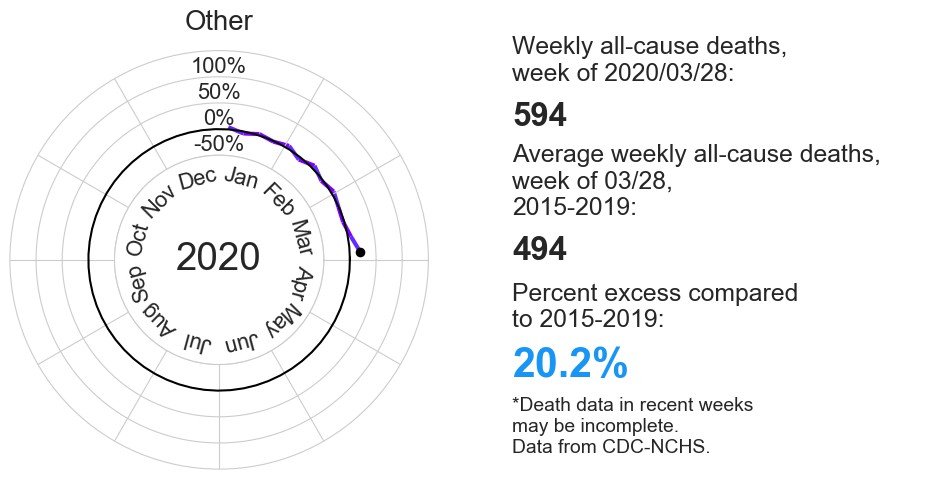 Other
100%
50%
0%
-50%
Jan
Feb
Mar
Apr
May
Jun
Jul
Aug
Sep
Oct
Nov
Dec
2020
Weekly all-cause deaths,
week of 2020/03/28:
594
Average weekly all-cause deaths,
week of 03/28,
2015-2019:
494
Percent excess compared
to 2015-2019:
20.2%
*Death data in recent weeks
may be incomplete.
Data from CDC-NCHS.